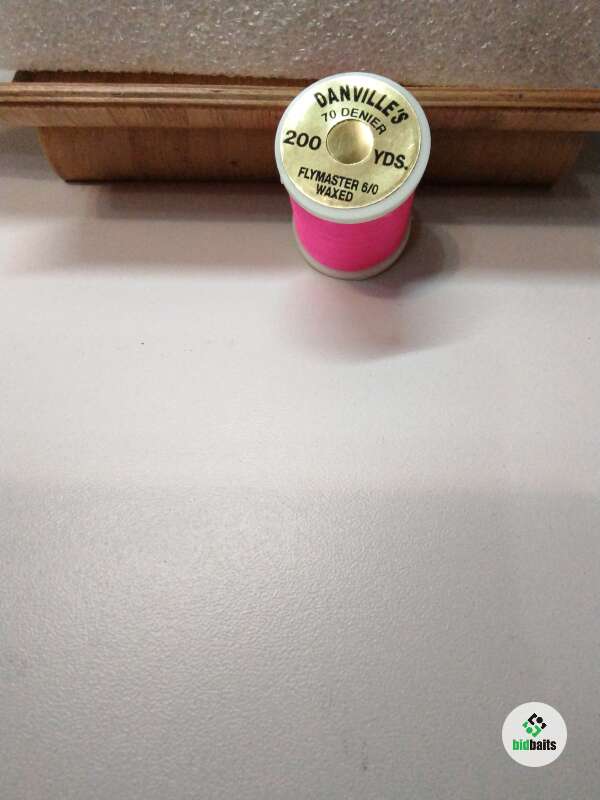 DANVILLE'S
70 DENIER
200 YDS.
FLYMASTER 6/0
WAXED
bidbaits